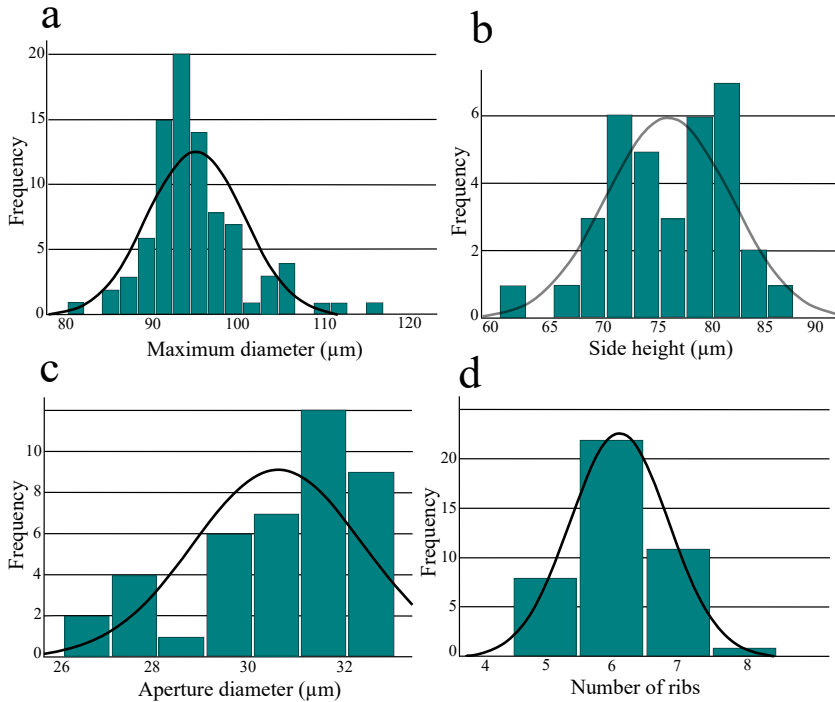 a
20
15
10
5
0
Frequency
80 90 100 110 120
Maximum diameter (µm)
b
6
4
2
0
Frequency
60 65 70 75 80 85 90
Side height (µm)
c
10
8
6
4
2
0
Frequency
26 28 30 32
Aperture diameter (µm)
d
20
15
10
5
0
Frequency
4 5 6 7 8
Number of ribs